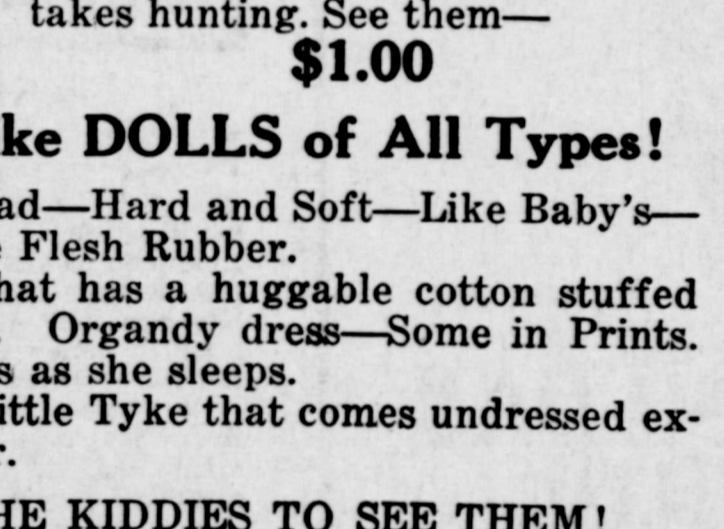 takes hunting. See them—
$1.00
ke DOLLS of All Types!
ad—Hard and Soft—Like Baby's—
Flesh Rubber.
hat has a huggable cotton stuffed
. Organdy dress—Some in Prints.
s as she sleeps.
ittle Tyke that comes undressed ex-
r.
HE KIDDIES TO SEE THEM!